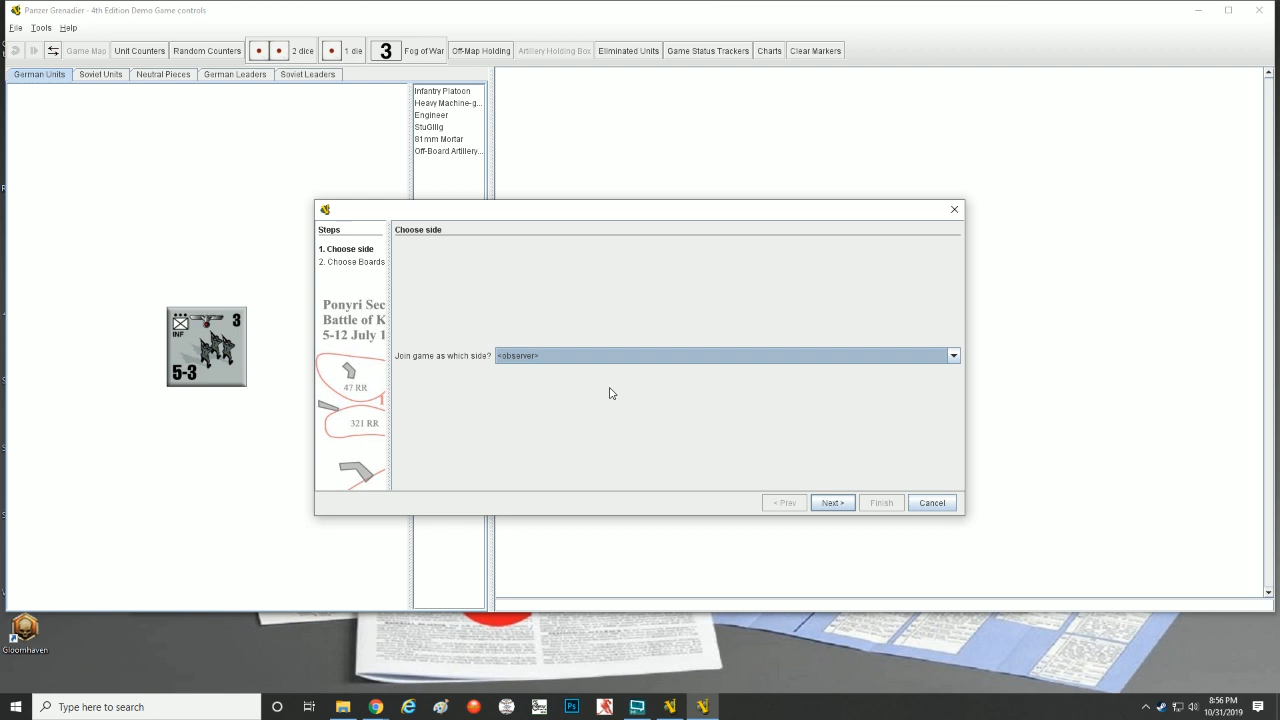 Panzer Grenadier - 4th Edition Demo Game controls
File Tools Help
Game Map Unit Counters Random Counters 2 dice 1 die 3 Fog of War Off-Map Holding Artillery Holding Box Eliminated Units Game Status Trackers Charts Clear Markers
German Units Soviet Units Neutral Pieces German Leaders Soviet Leaders
Infantry Platoon
Heavy Machine-g...
Engineer
StuGIIIg
81mm Mortar
Off-Board Artillery...
3
INF
5-3
Steps
1. Choose side
2. Choose Boards
Ponyri Sec
Battle of K
5-12 July 1
47 RR
321 RR
Choose side
Join game as which side? <observer>
< Prev Next > Finish Cancel
Gloomhaven
Type here to search
Ps
8:56 PM
10/31/2019